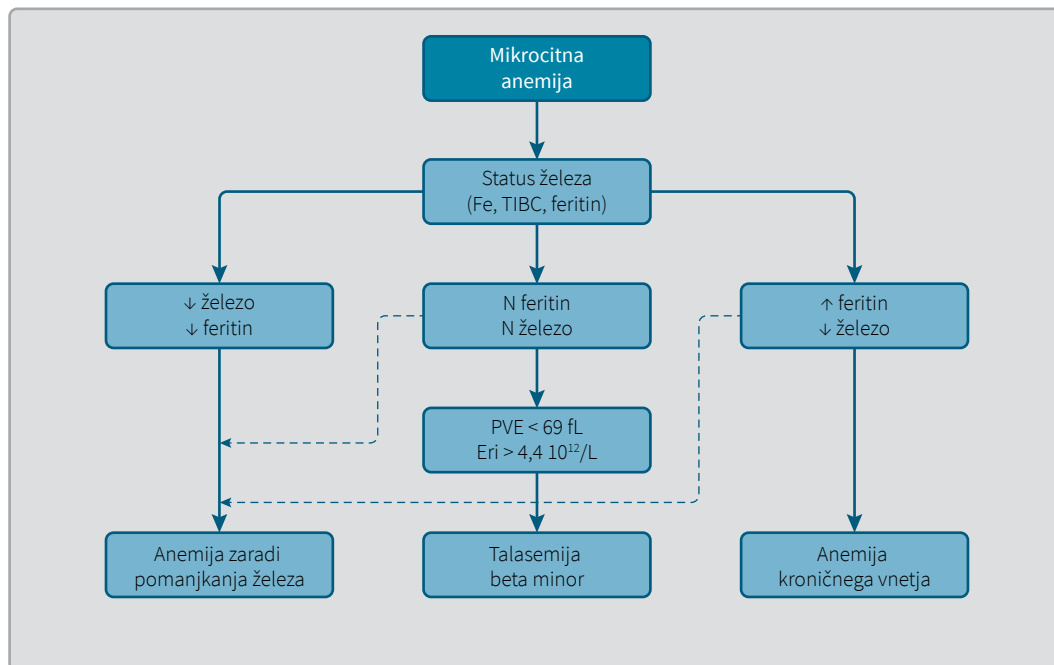 Mikrocitna
anemija
Status železa
(Fe, TIBC, feritin)
↓ železo
↓ feritin
N feritin
N železo
↑ feritin
↓ železo
PVE < 69 fL
Eri > 4,4 10¹²/L
Anemija zaradi
pomanjkanja železa
Talasemija
beta minor
Anemija
kroničnega vnetja